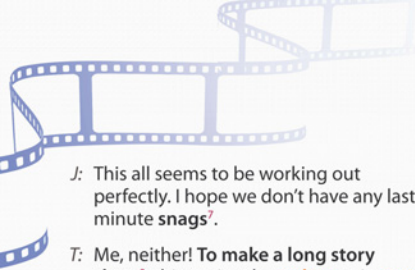 J: This all seems to be working out
perfectly. I hope we don't have any last
minute snags7.
T: Me, neither! To make a long story